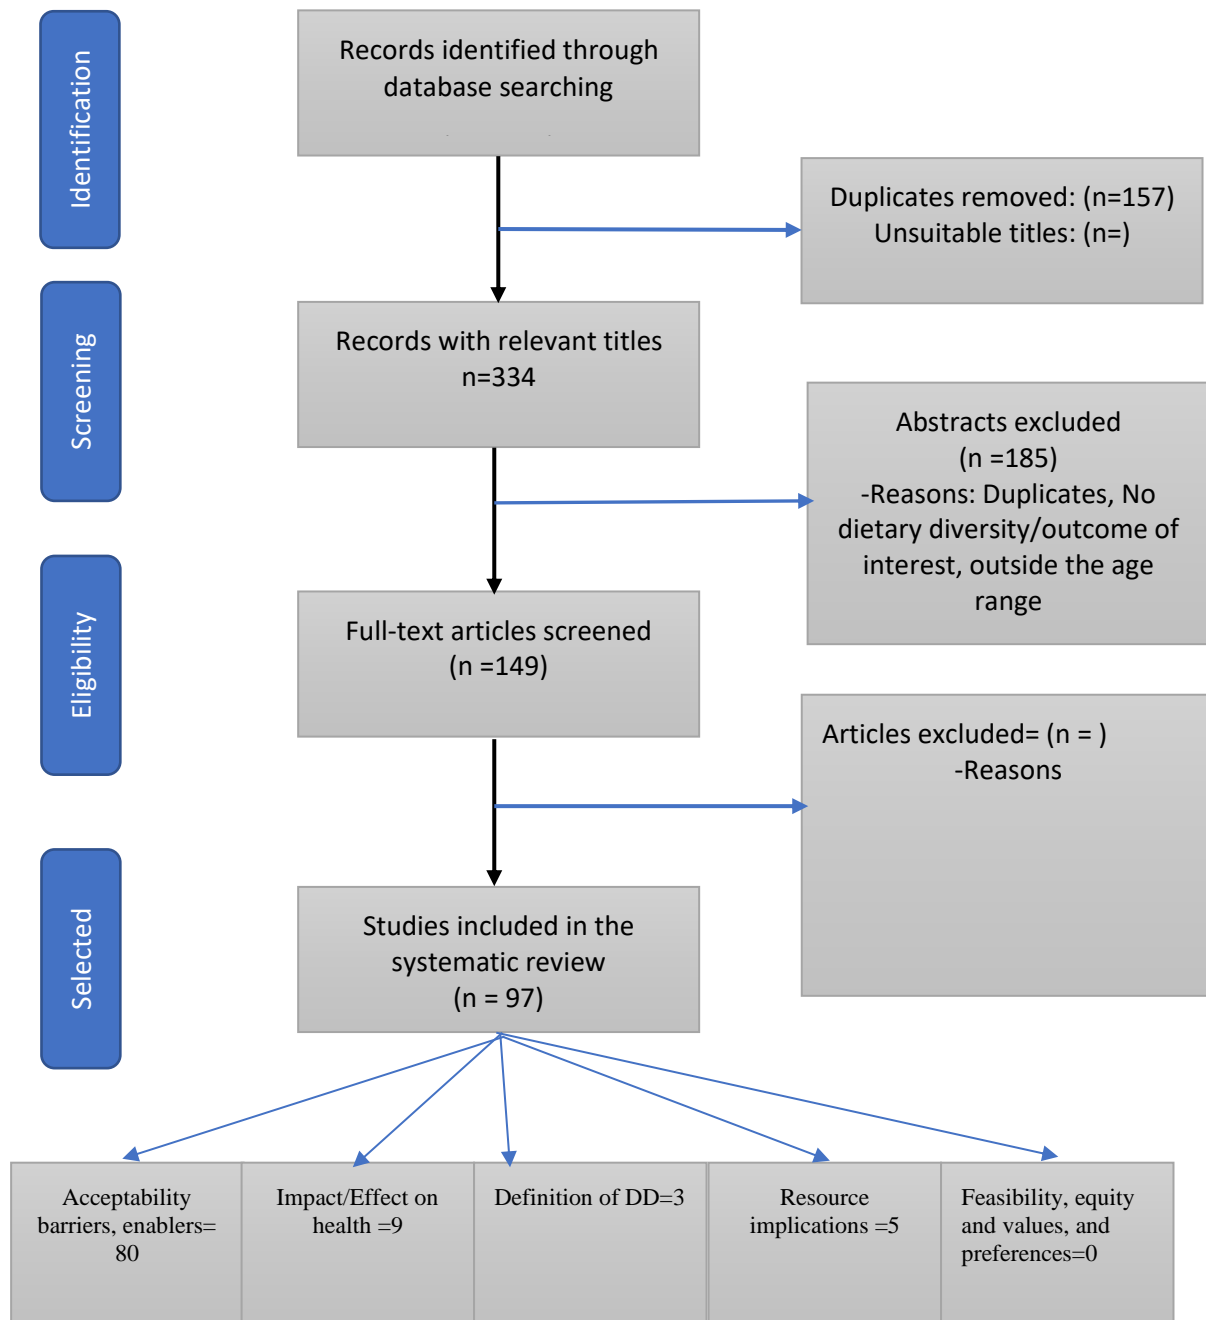 Identification
Records identified through
database searching
Duplicates removed: (n=157)
Unsuitable titles: (n=)
Screening
Records with relevant titles
n=334
Abstracts excluded
(n =185)
-Reasons: Duplicates, No
dietary diversity/outcome of
interest, outside the age
range
Eligibility
Full-text articles screened
(n =149)
Articles excluded= (n = )
-Reasons
Selected
Studies included in the
systematic review
(n = 97)
Acceptability
barriers, enablers=
80
Impact/Effect on
health =9
Definition of DD=3
Resource
implications =5
Feasibility, equity
and values, and
preferences=0